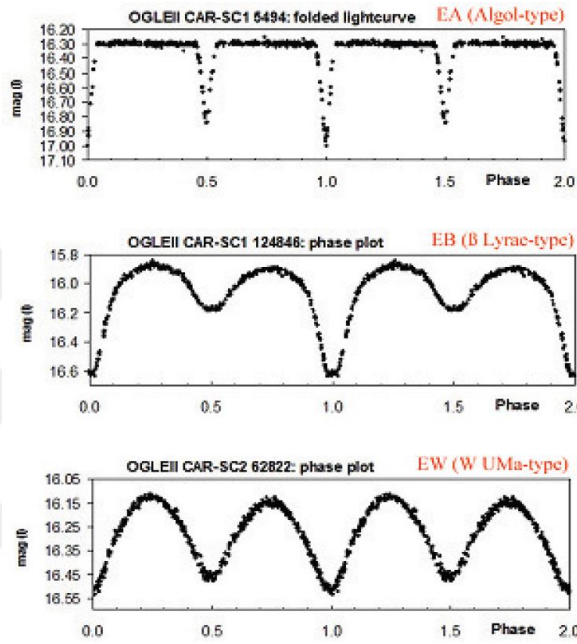 OGLEII CAR-SC1 5494: folded lightcurve EA (Algol-type)
mag (I)
16.20
16.30
16.40
16.50
16.60
16.70
16.80
16.90
17.00
17.10
0.0 0.5 1.0 1.5 2.0
Phase
OGLEII CAR-SC1 124846: phase plot EB (ß Lyrae-type)
mag (I)
15.8
16.0
16.2
16.4
16.6
0.0 0.5 1.0 1.5 2.0
Phase
OGLEII CAR-SC2 62822: phase plot EW (W UMa-type)
mag (I)
16.05
16.15
16.25
16.35
16.45
16.55
0.0 0.5 1.0 1.5 2.0
Phase